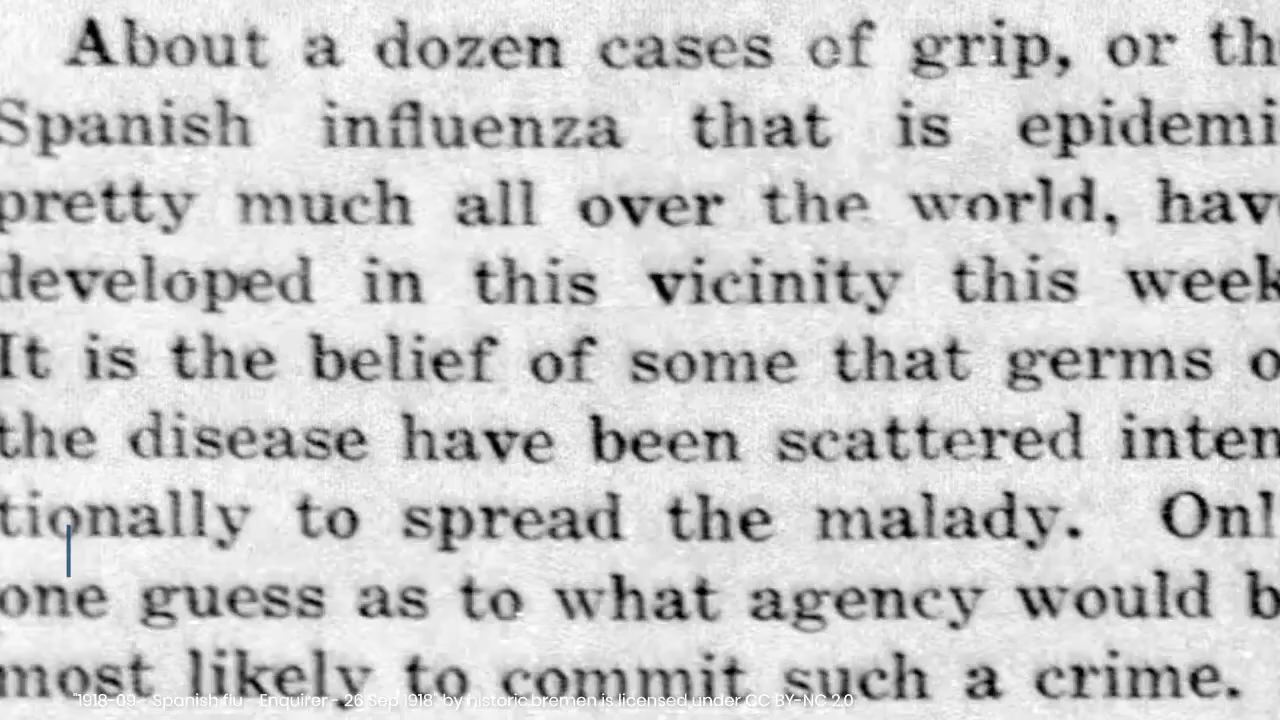 About a dozen cases of grip, or th
Spanish influenza that is epidemi
pretty much all over the world, hav
developed in this vicinity this week
It is the belief of some that germs o
the disease have been scattered inten
tionally to spread the malady. Onl
one guess as to what agency would b
most likely to commit such a crime.
"1918-09 - Spanish flu - Enquirer - 26 Sep 1918" by historic.bremen is licensed under CC BY-NC 2.0